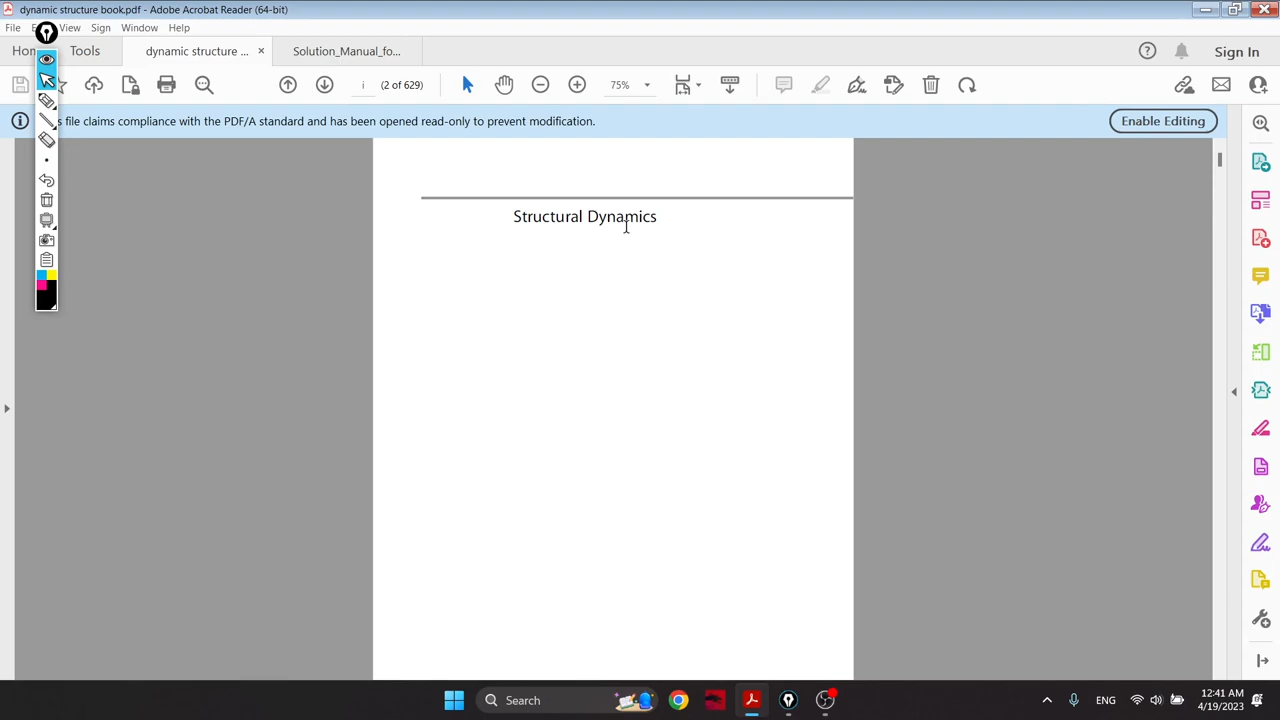 dynamic structure book.pdf - Adobe Acrobat Reader (64-bit)
File View Sign Window Help
Tools dynamic structure ... × Solution_Manual_fo... Sign In
i (2 of 629) 75%
file claims compliance with the PDF/A standard and has been opened read-only to prevent modification. Enable Editing
Structural Dynamics
Search
ENG
12:41 AM
4/19/2023